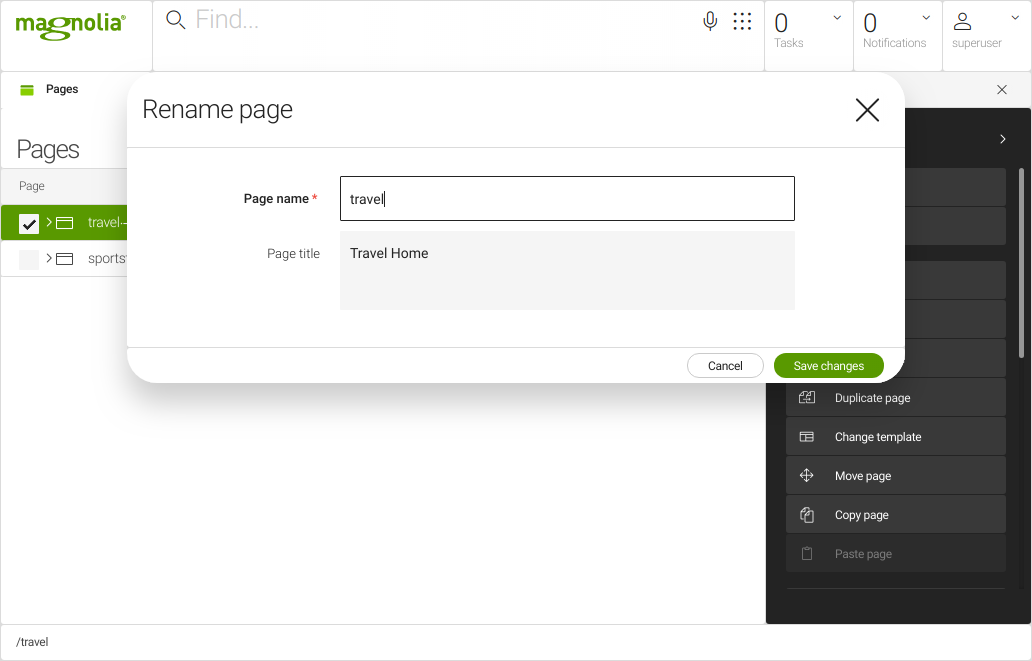 magnolia®
Find...
0
Tasks
0
Notifications
superuser
Pages
Pages
Page
travel
sports
Rename page
Page name *
travel
Page title
Travel Home
Cancel
Save changes
Duplicate page
Change template
Move page
Copy page
Paste page
/travel